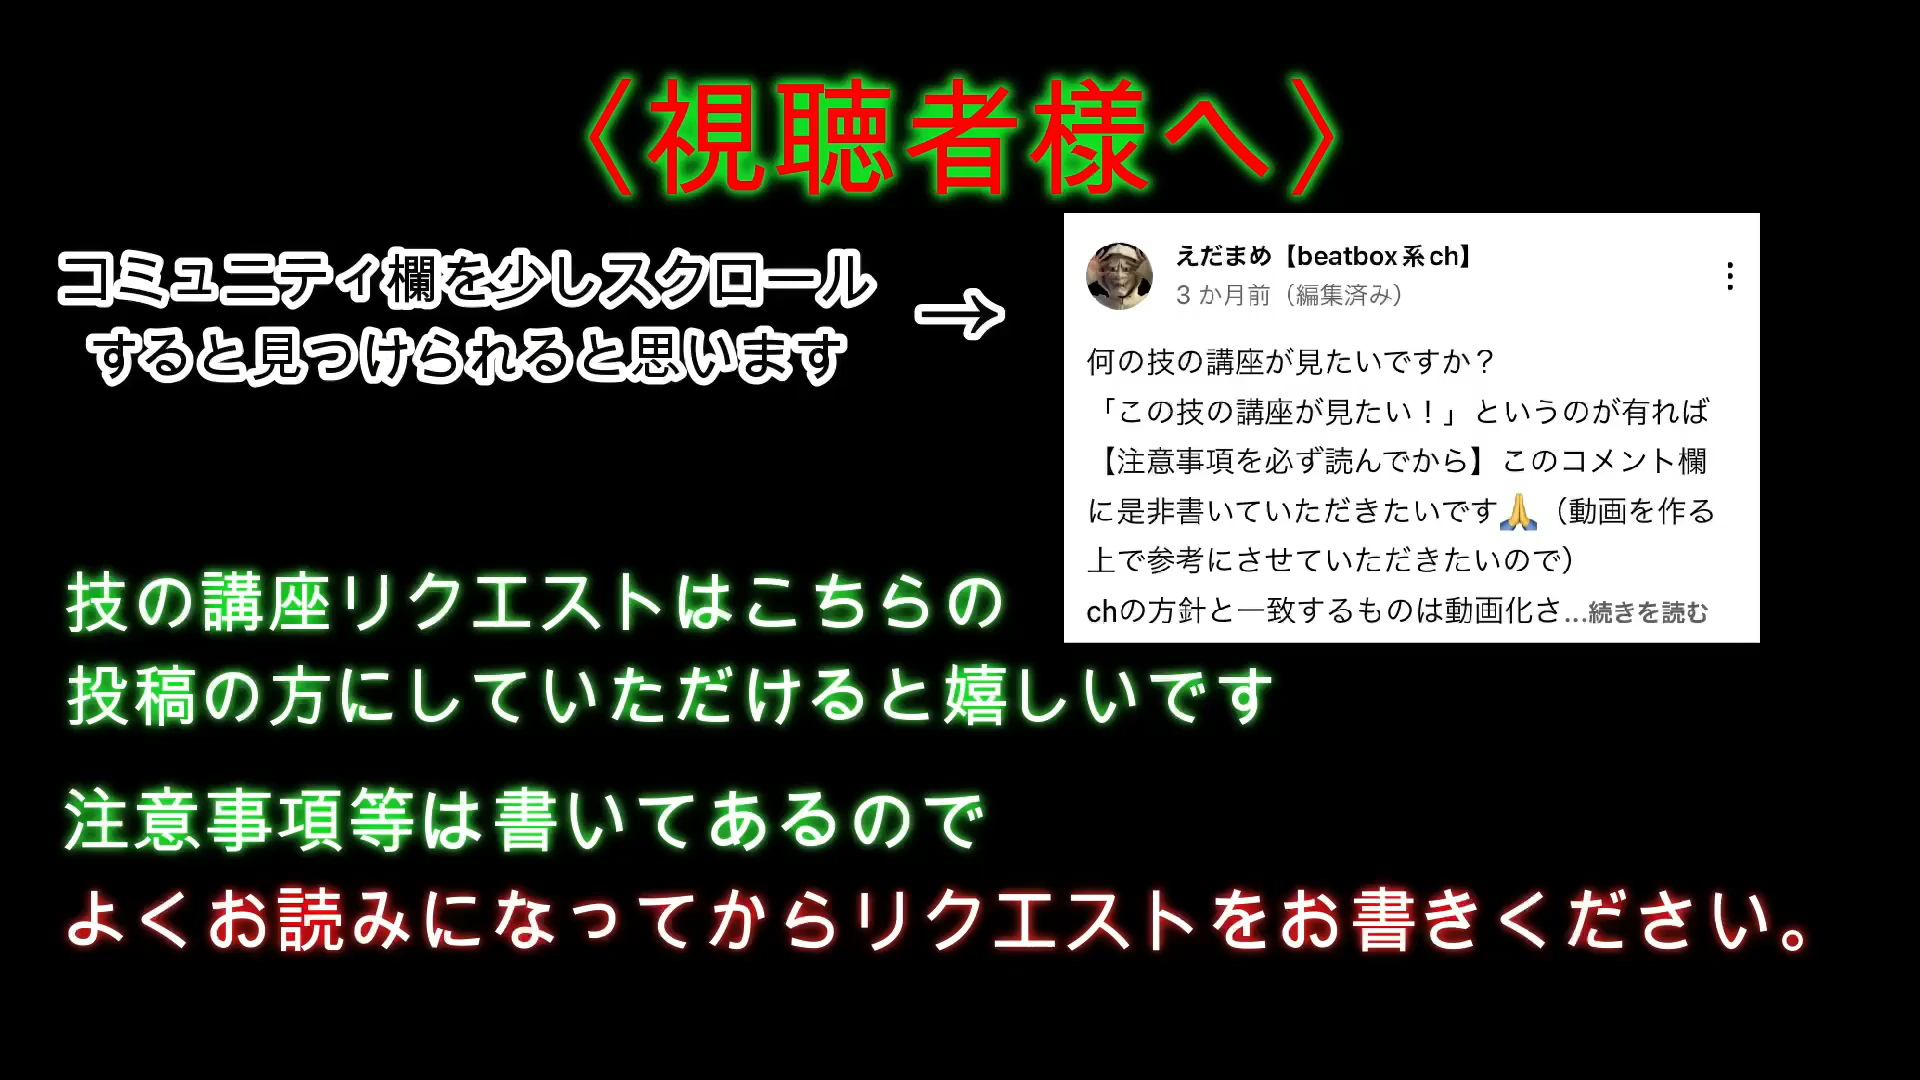 〈視聴者様へ〉
コミュニティ欄を少しスクロール
すると見つけられると思います
→
えだまめ【beatbox系ch】
3 か月前（編集済み）
何の技の講座が見たいですか？
「この技の講座が見たい！」というのが有れば
【注意事項を必ず読んでから】このコメント欄
に是非書いていただきたいです🙏（動画を作る
上で参考にさせていただきたいので）
chの方針と一致するものは動画化さ...続きを読む
技の講座リクエストはこちらの
投稿の方にしていただけると嬉しいです
注意事項等は書いてあるので
よくお読みになってからリクエストをお書きください。